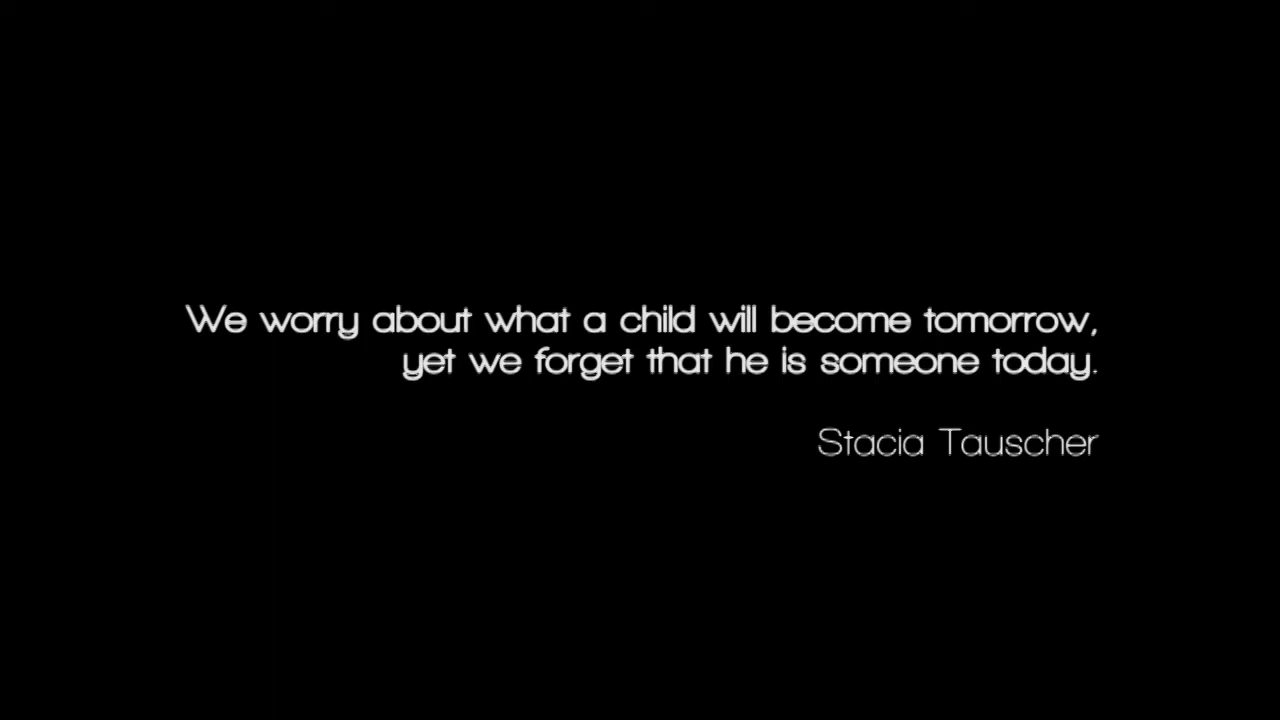 We worry about what a child will become tomorrow,
yet we forget that he is someone today.
Stacia Tauscher